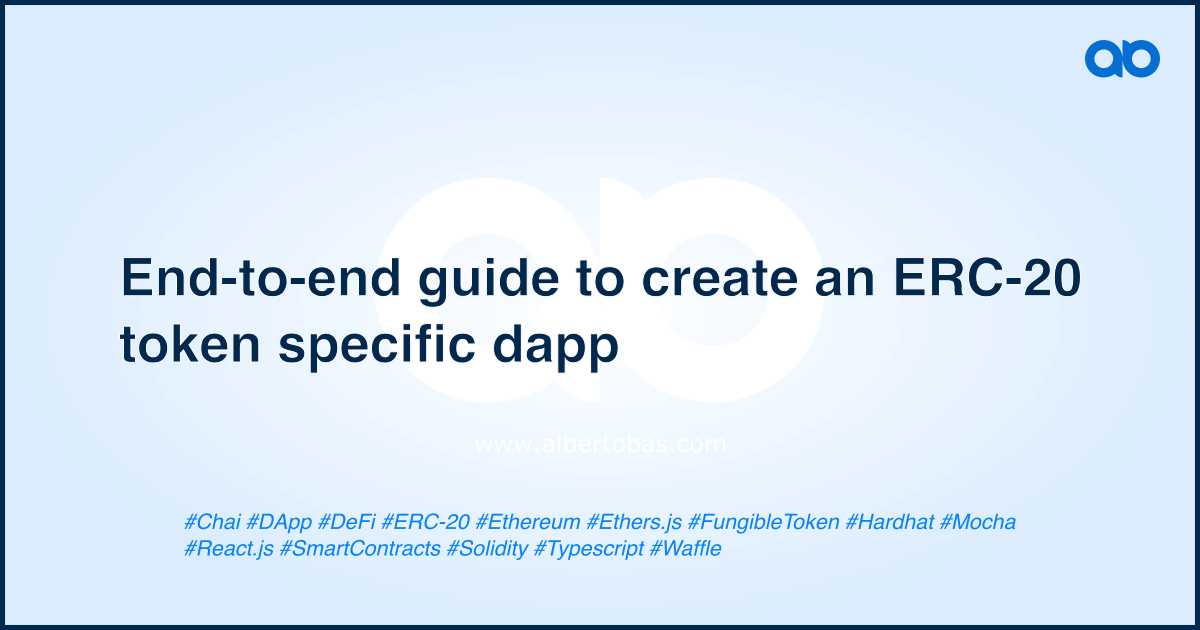 End-to-end guide to create an ERC-20
token specific dapp
www.albertobas.com
#Chai #DApp #DeFi #ERC-20 #Ethereum #Ethers.js #FungibleToken #Hardhat #Mocha
#React.js #SmartContracts #Solidity #Typescript #Waffle